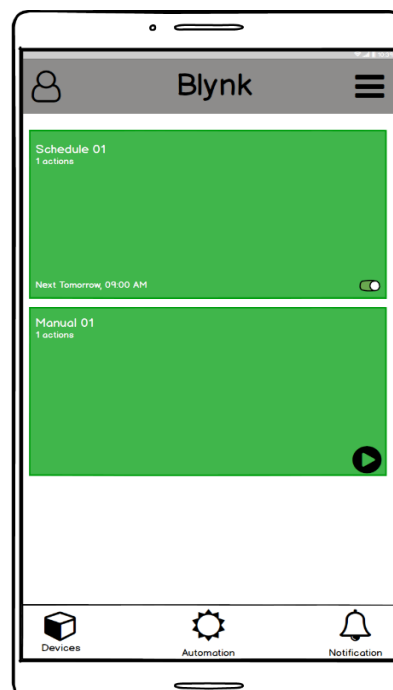 Blynk
Schedule 01
1 actions
Next Tomorrow, 09:00 AM
Manual 01
1 actions
Devices
Automation
Notification